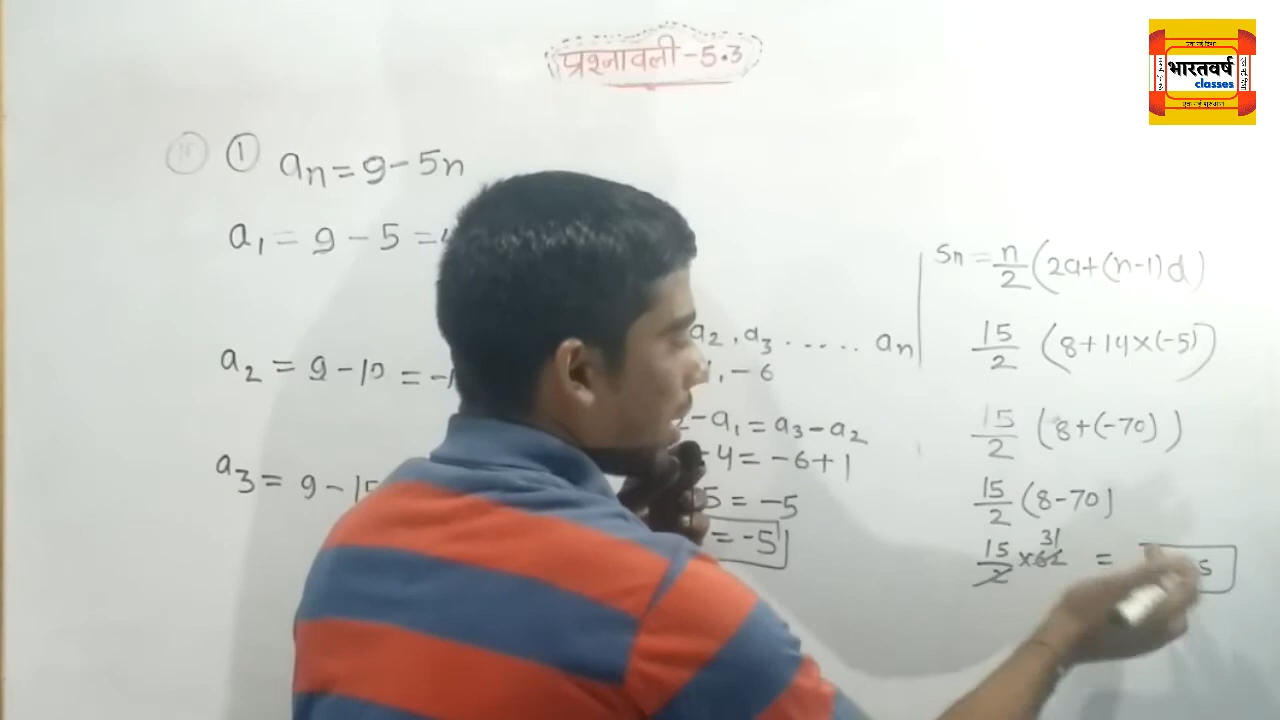 प्रश्नावली-5.3
भारतवर्ष
classes
① an = 9 - 5n
a1 = 9 - 5 =
a2 = 9 - 10 = -1
a3 = 9 - 15
a2, a3 ..... an
, -6
-a1 = a3 - a2
-4 = -6+1
5 = -5
= -5
Sn = n/2 (2a+(n-1)d)
15/2 (8+14×(-5))
15/2 (8+(-70))
15/2 (8-70)
15/2 × 62 31 =
5